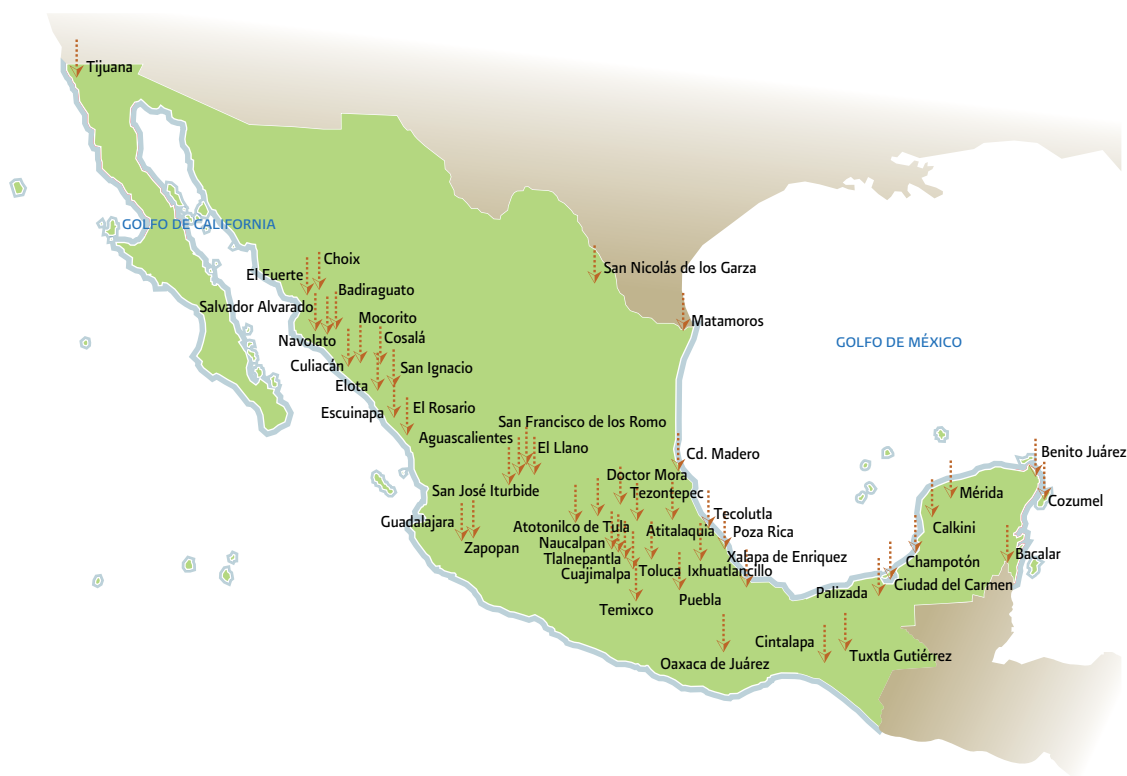 Tijuana
GOLFO DE CALIFORNIA
Choix
El Fuerte
San Nicolás de los Garza
Badiraguato
Salvador Alvarado
Mocorito
Matamoros
Navolato
Cosalá
GOLFO DE MÉXICO
Culiacán
San Ignacio
Elota
El Rosario
Escuinapa
San Francisco de los Romo
Aguascalientes
El Llano
Cd. Madero
Benito Juárez
Doctor Mora
San José Iturbide
Tezontepec
Mérida
Cozumel
Tecolutla
Guadalajara
Atotonilco de Tula
Atitalaquia
Poza Rica
Calkini
Zapopan
Naucalpan
Tlalnepantla
Xalapa de Enriquez
Bacalar
Champotón
Cuajimalpa
Toluca
Ixhuatlancillo
Ciudad del Carmen
Palizada
Puebla
Temixco
Cintalapa
Tuxtla Gutiérrez
Oaxaca de Juárez